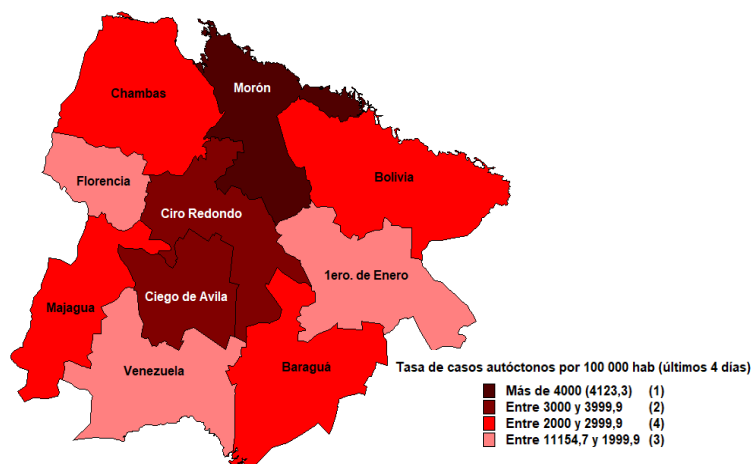 Chambas
Morón
Florencia
Bolivia
Ciro Redondo
1ero. de Enero
Ciego de Avila
Majagua
Venezuela
Baraguá
Tasa de casos autóctonos por 100 000 hab (últimos 4 días)
Más de 4000 (4123,3) (1)
Entre 3000 y 3999,9 (2)
Entre 2000 y 2999,9 (4)
Entre 11154,7 y 1999,9 (3)